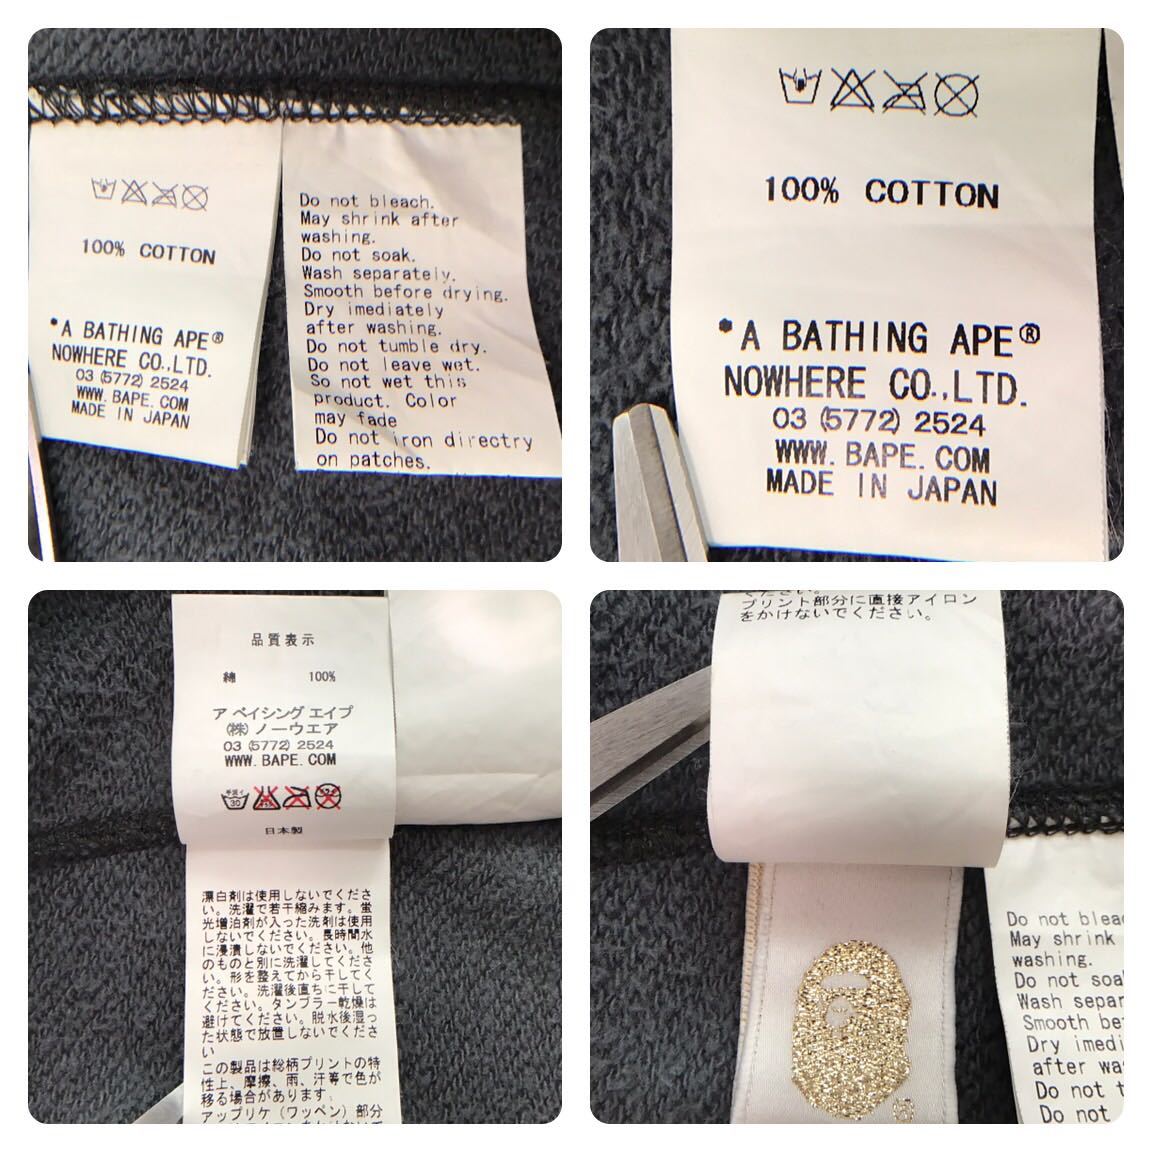 100% COTTON
*A BATHING APE®
NOWHERE CO.,LTD.
03 (5772) 2524
WWW.BAPE.COM
MADE IN JAPAN
Do not bleach.
May shrink after
washing.
Do not soak.
Wash separately.
Smooth before drying.
Dry imediately
after washing.
Do not tumble dry.
Do not leave wet.
So not wet this
product. Color
may fade
Do not iron directry
on patches.
100% COTTON
*A BATHING APE®
NOWHERE CO.,LTD.
03 (5772) 2524
WWW.BAPE.COM
MADE IN JAPAN
品質表示
綿 100%
ア ベイシング エイプ
(株) ノーウエア
03 (5772) 2524
WWW.BAPE.COM
手洗イ
30
日本製
漂白剤は使用しないでくださ
い。洗濯で若干縮みます。蛍
光増泊剤が入った洗剤は使用
しないでください。長時間水
に浸漬しないでください。他
のものと別に洗濯してくださ
い。形を整えてから干してく
ださい。洗濯後直ちに干して
ください。タンブラー乾燥は
避けてください。脱水後湿っ
た状態で放置しないでくださ
い
この製品は総柄プリントの特
性上、摩擦、雨、汗等で色が
移る場合があります。
アップリケ（ワッペン）部分
ください。
プリント部分に直接アイロン
をかけないでください。
Do not blea
May shrink
washing.
Do not soa
Wash separ
Smooth be
Dry imedi
after wa
Do not t
Do not